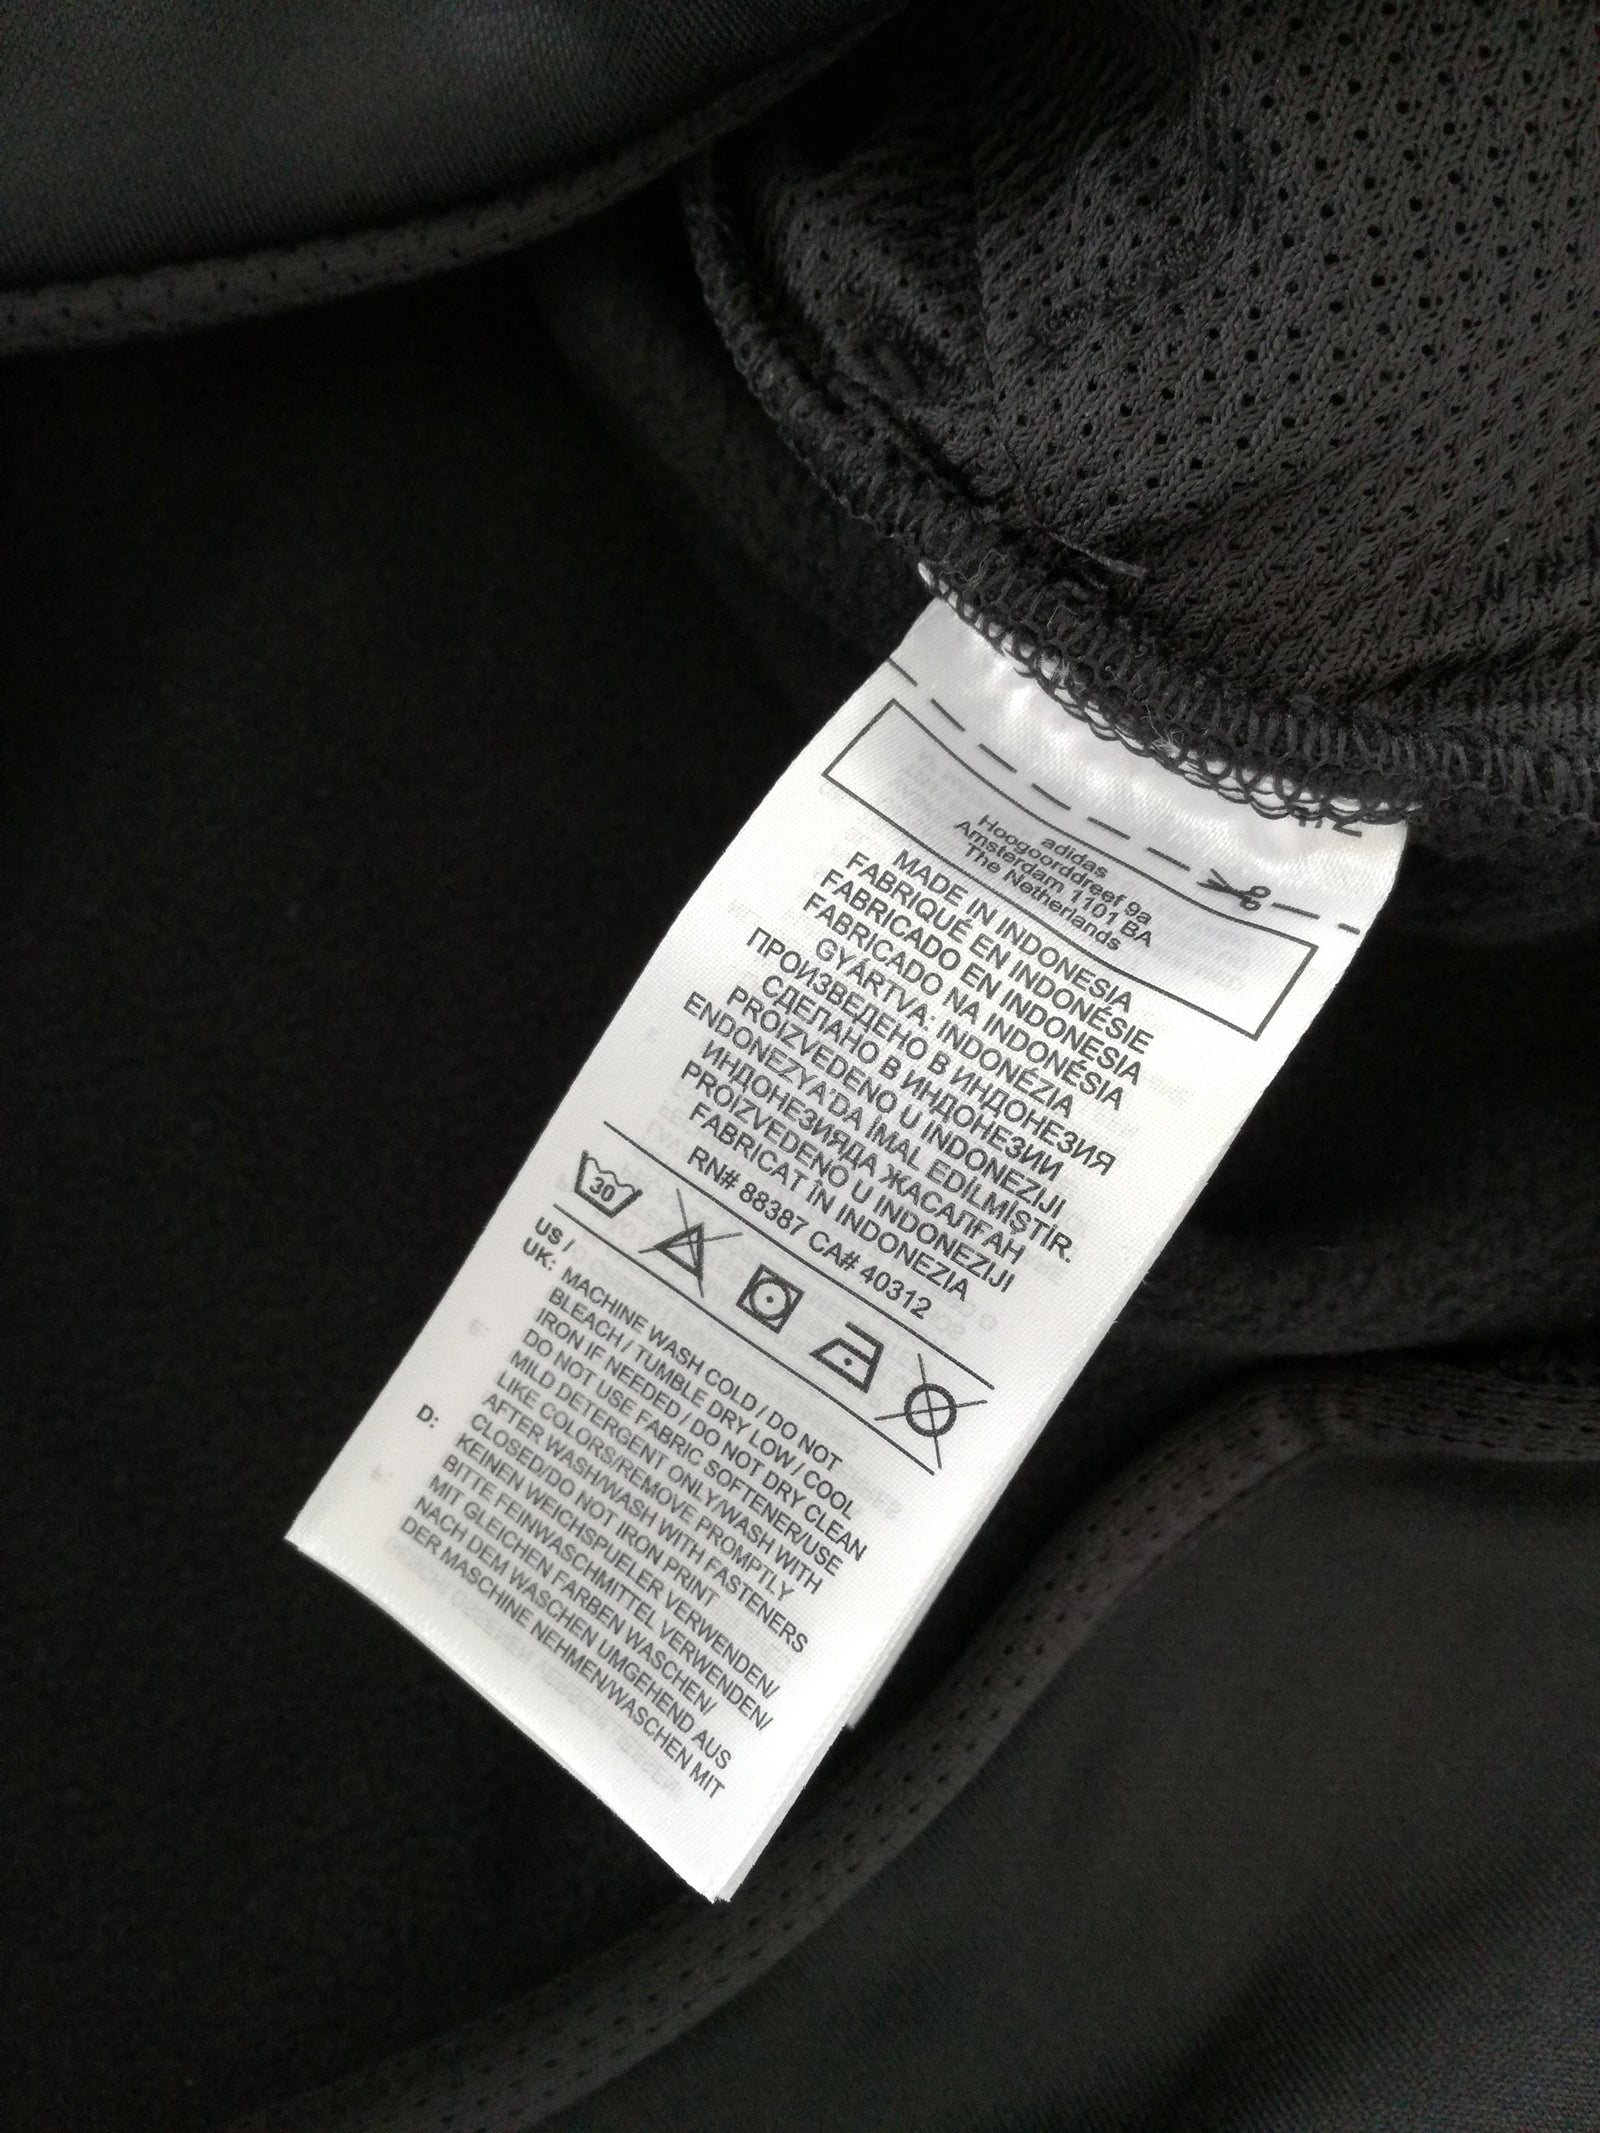 adidas
Hoogoorddreef 9a
Amsterdam 1101 BA
The Netherlands
MADE IN INDONESIA
FABRIQUÉ EN INDONÉSIE
FABRICADO EN INDONESIA
FABRICADO NA INDONÉSIA
GYÁRTVA: INDONÉZIA
ПРОИЗВЕДЕНО В ИНДОНЕЗИЯ
СДЕЛАНО В ИНДОНЕЗИИ
PROIZVEDENO U INDONEZIJI
ENDONEZYA'DA İMAL EDİLMİŞTİR.
ИНДОНЕЗИЯДА ЖАСАЛҒАН
PROIZVEDENO U INDONEZIJI
FABRICAT ÎN INDONEZIA
RN# 88387 CA# 40312
30
US / UK: MACHINE WASH COLD / DO NOT
BLEACH / TUMBLE DRY LOW / COOL
IRON IF NEEDED / DO NOT DRY CLEAN
DO NOT USE FABRIC SOFTENER/USE
MILD DETERGENT ONLY/WASH WITH
LIKE COLORS/REMOVE PROMPTLY
AFTER WASH/WASH WITH FASTENERS
CLOSED/DO NOT IRON PRINT
D: KEINEN WEICHSPUELER VERWENDEN/
BITTE FEINWASCHMITTEL VERWENDEN/
MIT GLEICHEN FARBEN WASCHEN/
NACH DEM WASCHEN UMGEHEND AUS
DER MASCHINE NEHMEN/WASCHEN MIT